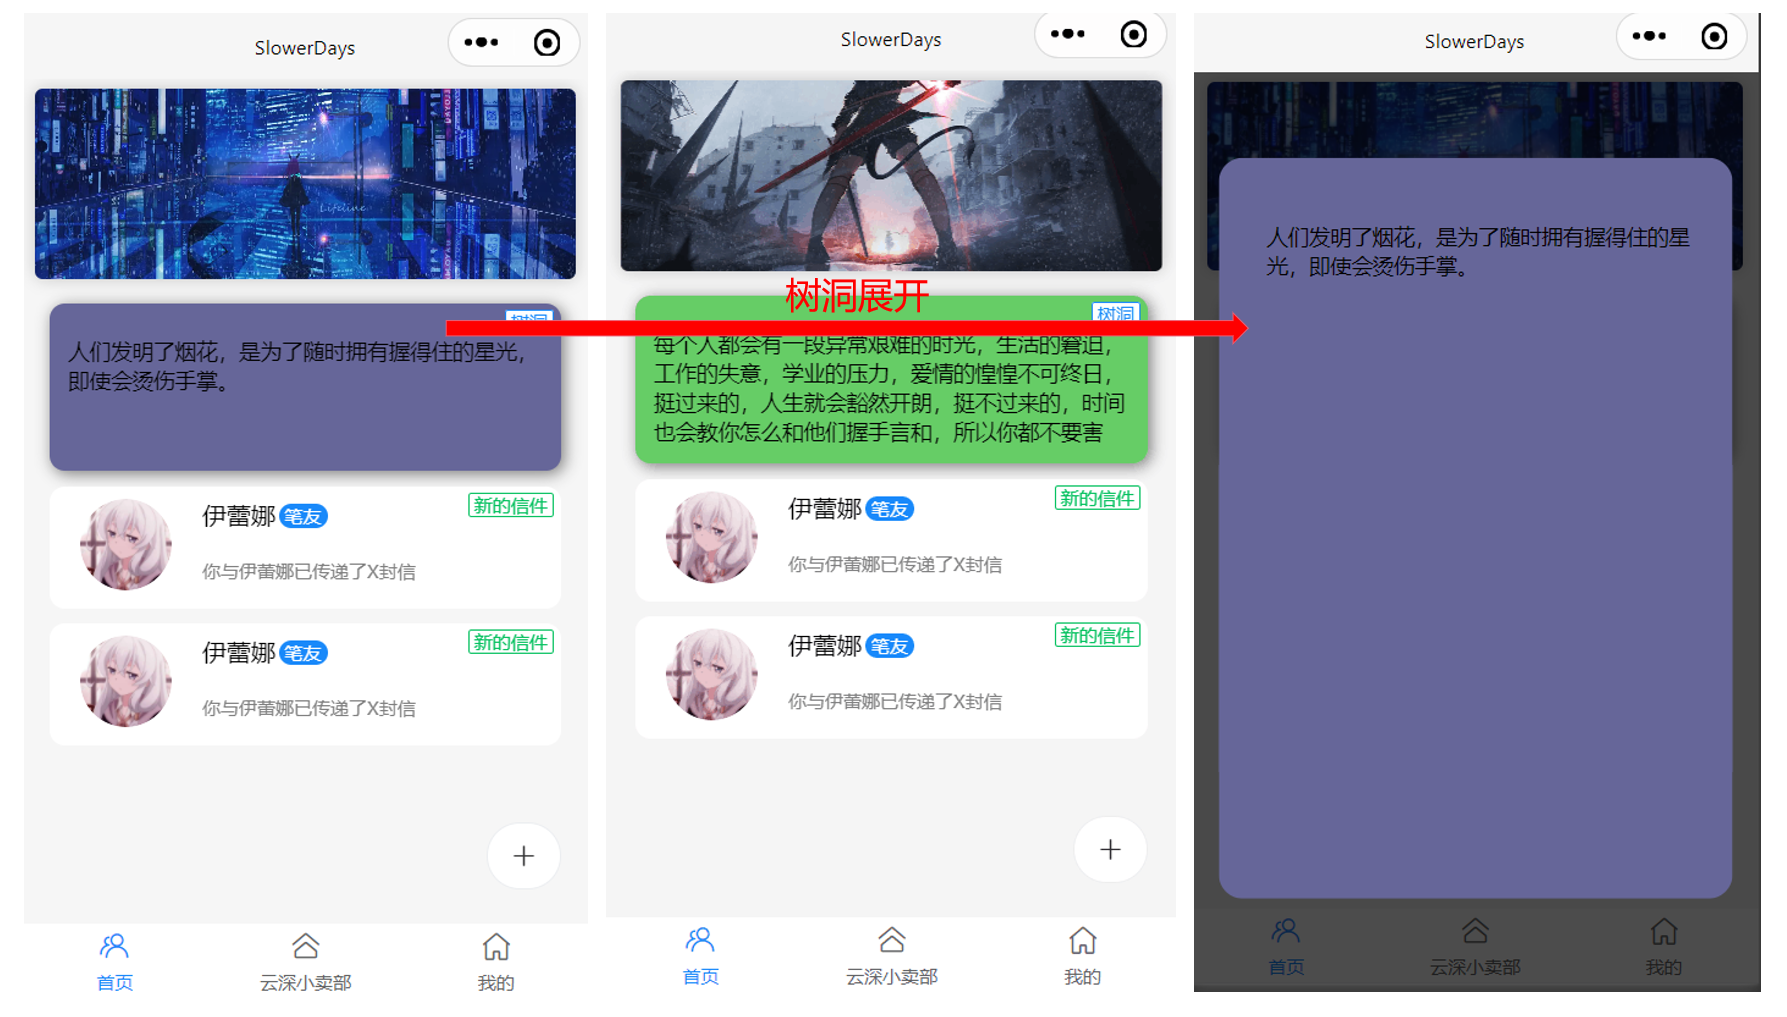 SlowerDays
Lifeline
树洞
人们发明了烟花，是为了随时拥有握得住的星光，
即使会烫伤手掌。
伊蕾娜 笔友
新的信件
你与伊蕾娜已传递了X封信
伊蕾娜 笔友
新的信件
你与伊蕾娜已传递了X封信
+
首页
云深小卖部
我的
SlowerDays
树洞展开
树洞
每个人都会有一段异常艰难的时光，生活的窘迫，
工作的失意，学业的压力，爱情的惶惶不可终日，
挺过来的，人生就会豁然开朗，挺不过来的，时间
也会教你怎么和他们握手言和，所以你都不要害
伊蕾娜 笔友
新的信件
你与伊蕾娜已传递了X封信
伊蕾娜 笔友
新的信件
你与伊蕾娜已传递了X封信
+
首页
云深小卖部
我的
SlowerDays
人们发明了烟花，是为了随时拥有握得住的星
光，即使会烫伤手掌。
首页
云深小卖部
我的